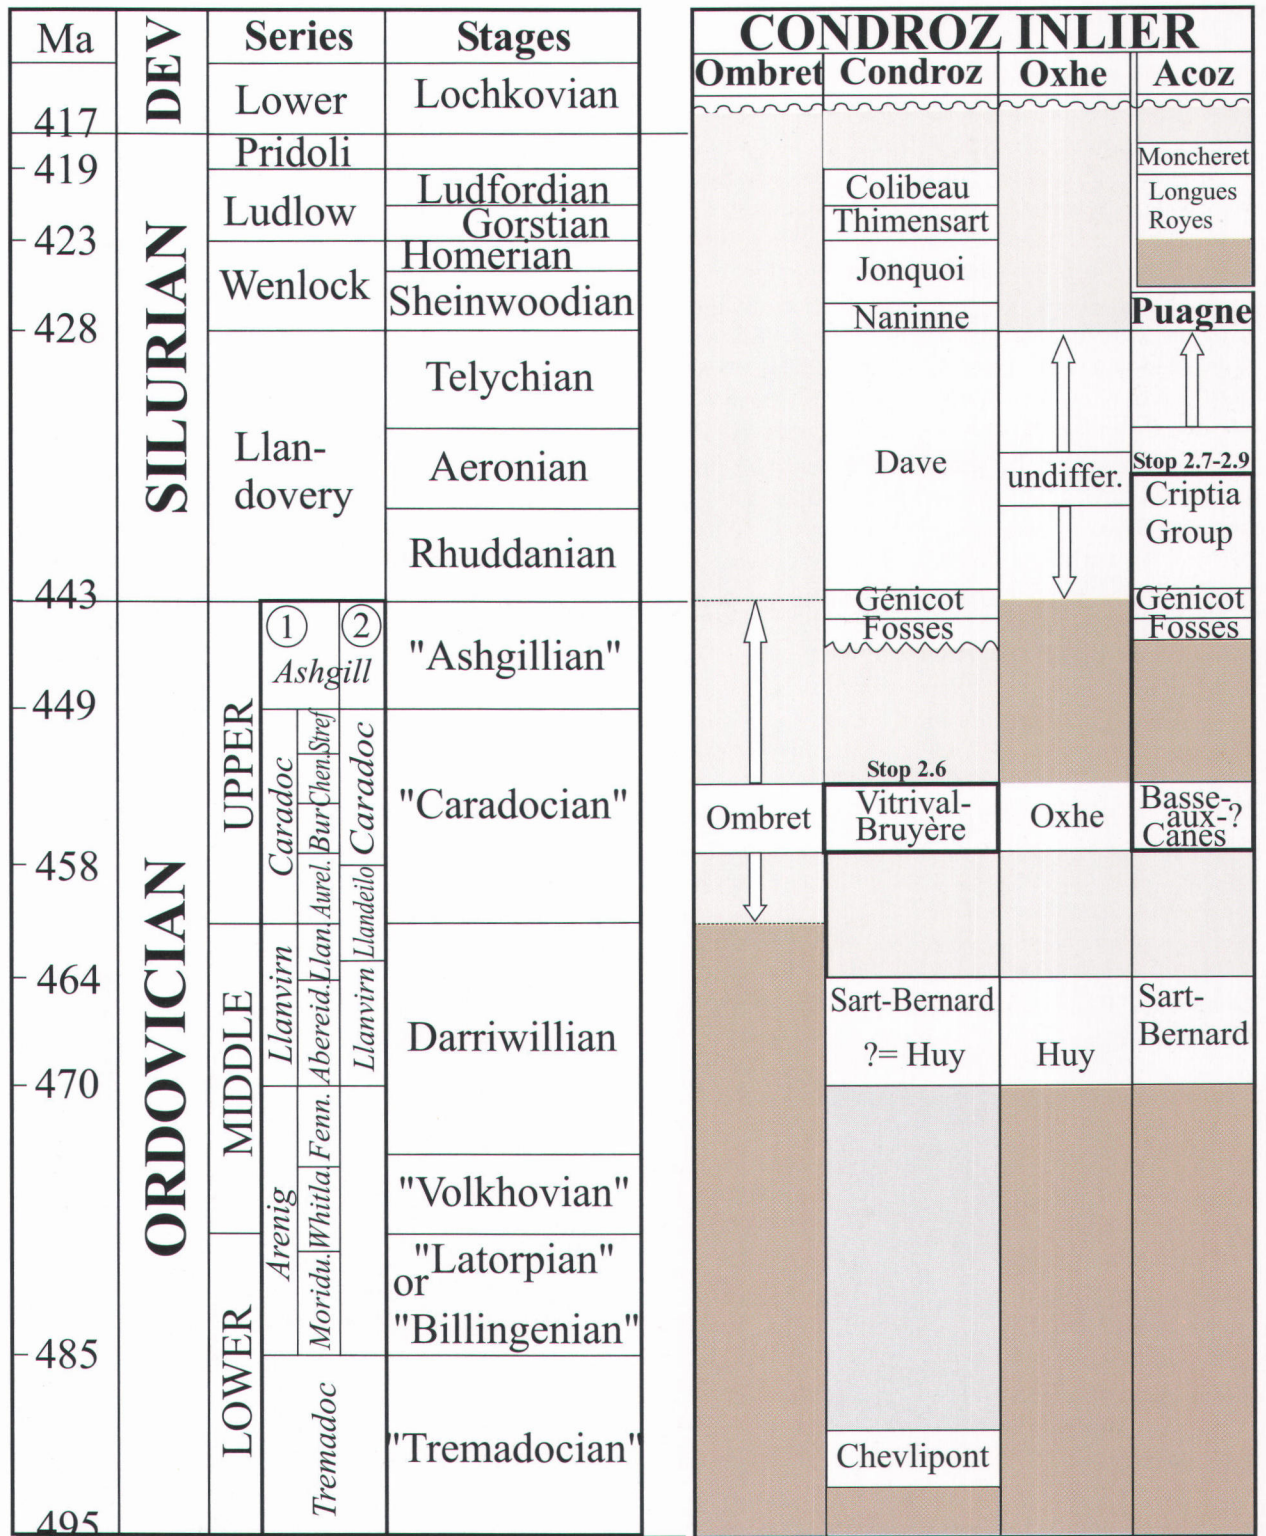 Ma
DEV
Series
Stages
Lower
Lochkovian
417
Pridoli
419
SILURIAN
Ludlow
Ludfordian
Gorstian
423
Wenlock
Homerian
Sheinwoodian
428
Llan-
dovery
Telychian
Aeronian
Rhuddanian
443
ORDOVICIAN
UPPER
1
2
Ashgill
"Ashgillian"
449
Caradoc
Stref
Chen.
Bur
Aurel.
Caradoc
"Caradocian"
458
Llandeilo
MIDDLE
Llanvirn
Llan.
Abereid.
Llanvirn
464
Darriwillian
470
Arenig
Fenn.
Whitla.
Moridu.
"Volkhovian"
LOWER
"Latorpian"
or
"Billingenian"
485
Tremadoc
"Tremadocian"
495
CONDROZ INLIER
Ombret
Condroz
Oxhe
Acoz
Moncheret
Longues
Royes
Colibeau
Thimensart
Jonquoi
Naninne
Puagne
Dave
undiffer.
Stop 2.7-2.9
Criptia
Group
Génicot
Fosses
Génicot
Fosses
Stop 2.6
Ombret
Vitrival-
Bruyère
Oxhe
Basse-
aux-?
Canes
Sart-Bernard
?= Huy
Huy
Sart-
Bernard
Chevlipont